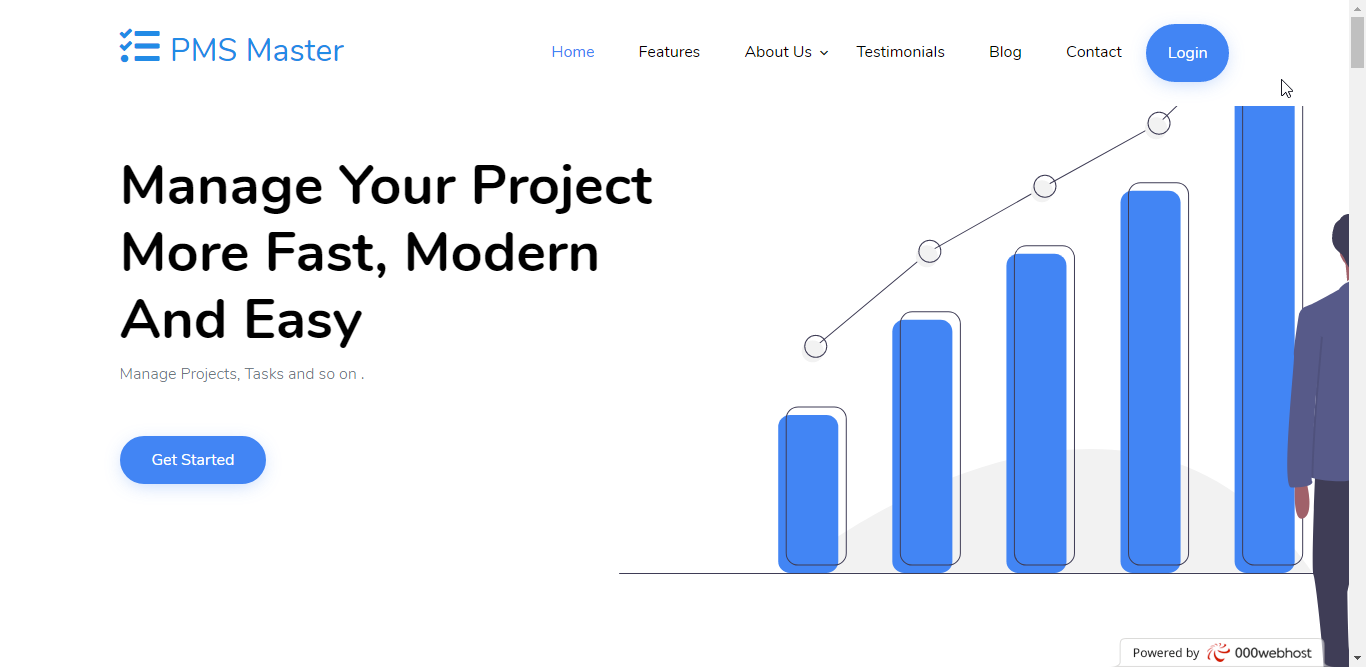 PMS Master
Home Features About Us Testimonials Blog Contact Login
Manage Your Project
More Fast, Modern
And Easy
Manage Projects, Tasks and so on .
Get Started
Powered by 000webhost